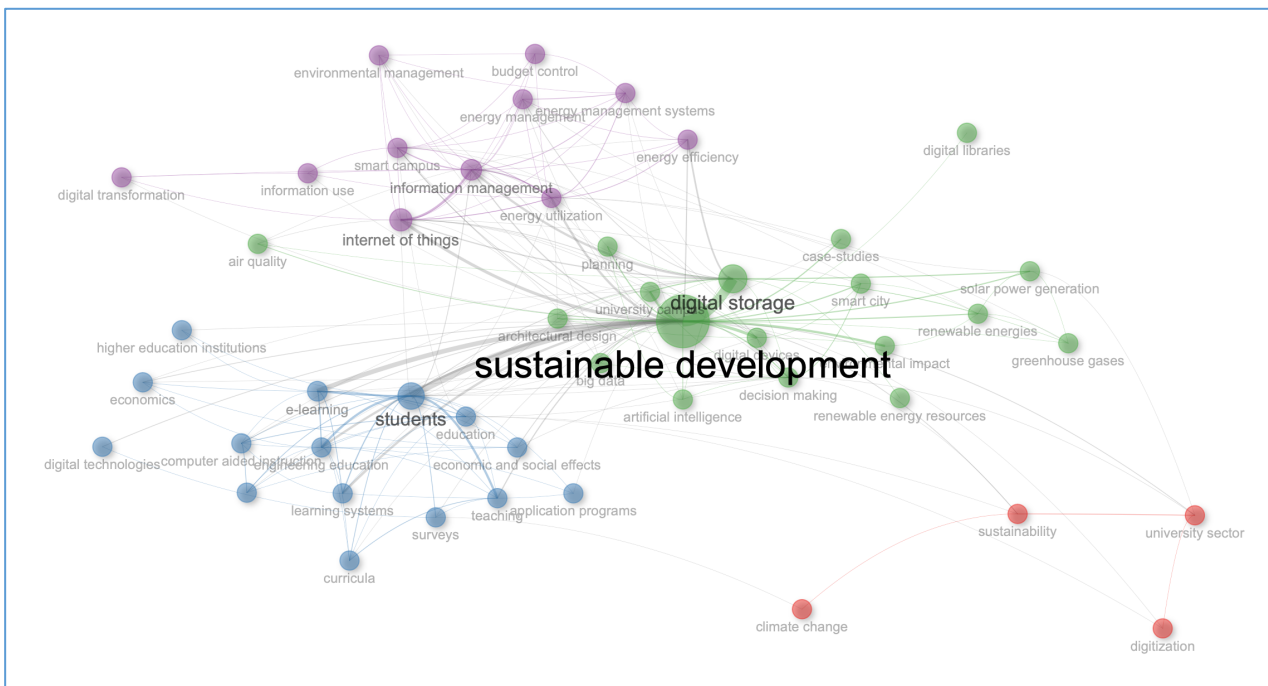 environmental management
budget control
energy management
energy management systems
smart campus
energy efficiency
digital libraries
digital transformation
information use
information management
energy utilization
internet of things
air quality
planning
case-studies
solar power generation
university campus
digital storage
smart city
architectural design
renewable energies
higher education institutions
digital devices
greenhouse gases
sustainable development
big data
economics
e-learning
artificial intelligence
decision making
renewable energy resources
students
education
digital technologies
computer aided instruction
engineering education
economic and social effects
learning systems
teaching
application programs
surveys
sustainability
university sector
curricula
climate change
digitization